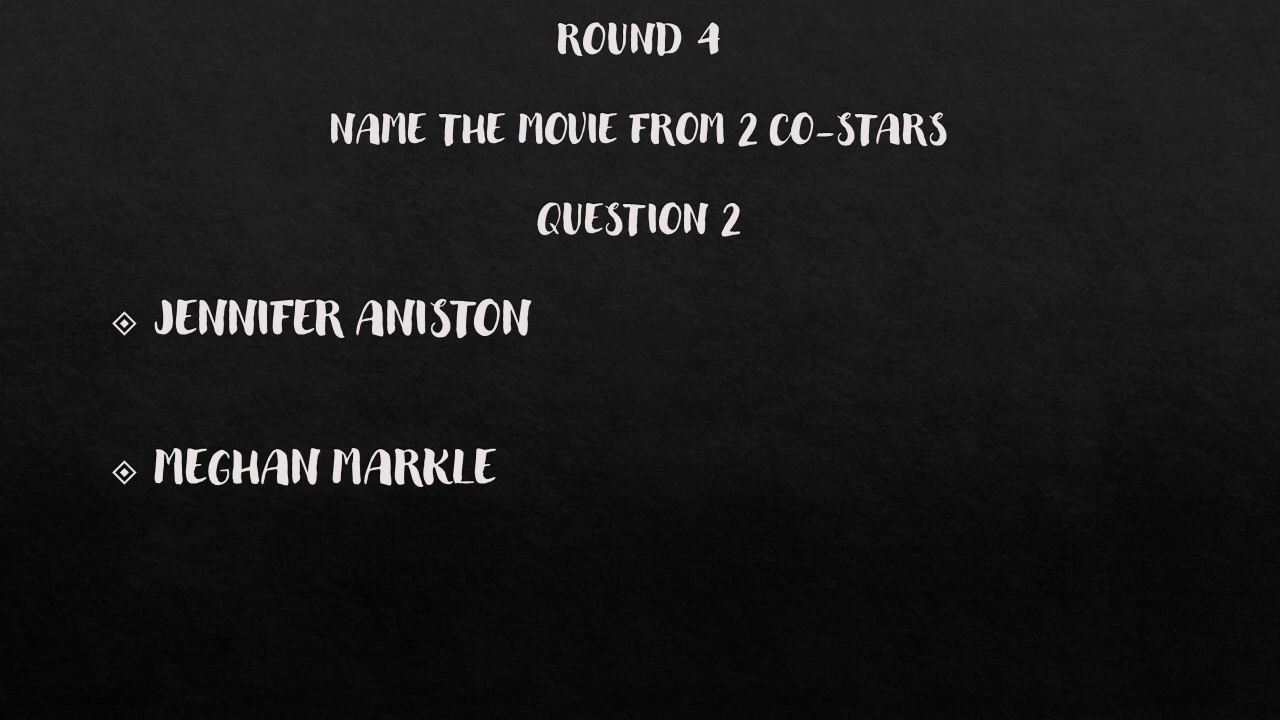 ROUND 4
NAME THE MOVIE FROM 2 CO-STARS
QUESTION 2
JENNIFER ANISTON
MEGHAN MARKLE